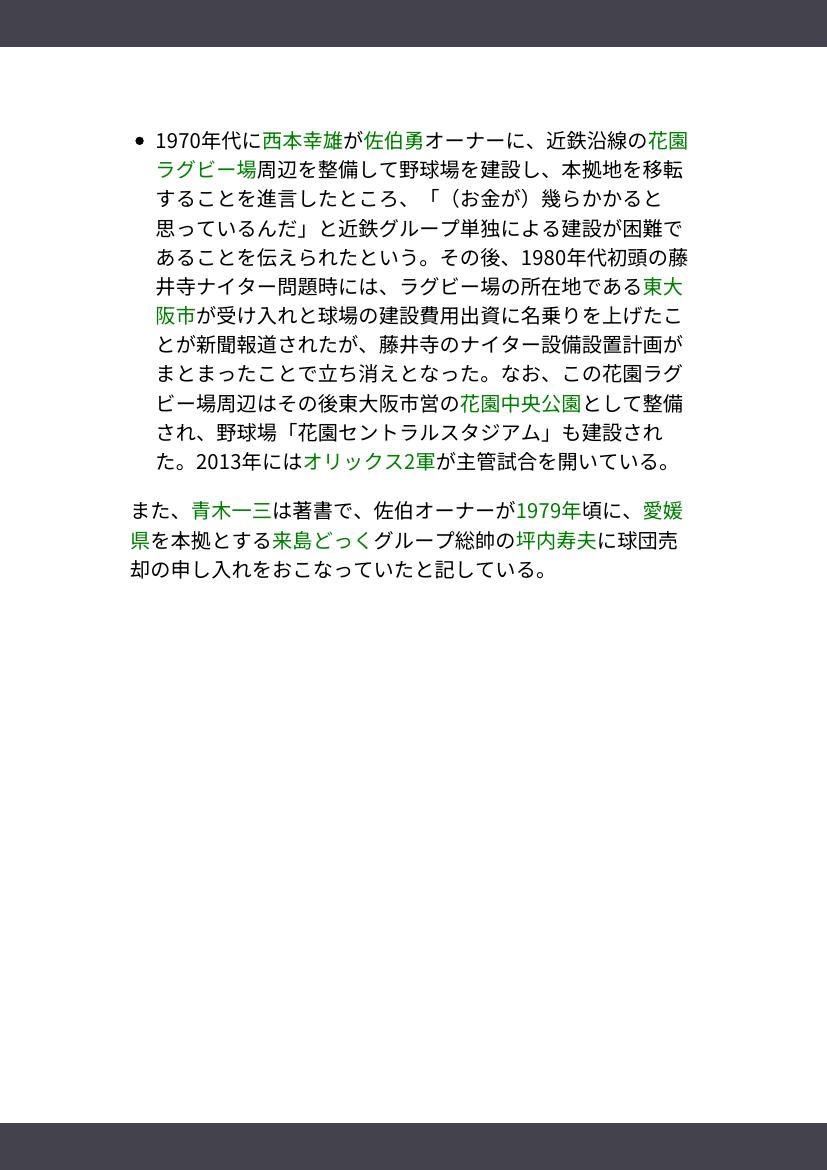 ● 1970年代に西本幸雄が佐伯勇オーナーに、近鉄沿線の花園
ラグビー場周辺を整備して野球場を建設し、本拠地を移転
することを進言したところ、「（お金が）幾らかかると
思っているんだ」と近鉄グループ単独による建設が困難で
あることを伝えられたという。その後、1980年代初頭の藤
井寺ナイター問題時には、ラグビー場の所在地である東大
阪市が受け入れと球場の建設費用出資に名乗りを上げたこ
とが新聞報道されたが、藤井寺のナイター設備設置計画が
まとまったことで立ち消えとなった。なお、この花園ラグ
ビー場周辺はその後東大阪市営の花園中央公園として整備
され、野球場「花園セントラルスタジアム」も建設され
た。2013年にはオリックス2軍が主管試合を開いている。
また、青木一三は著書で、佐伯オーナーが1979年頃に、愛媛
県を本拠とする来島どっくグループ総帥の坪内寿夫に球団売
却の申し入れをおこなっていたと記している。